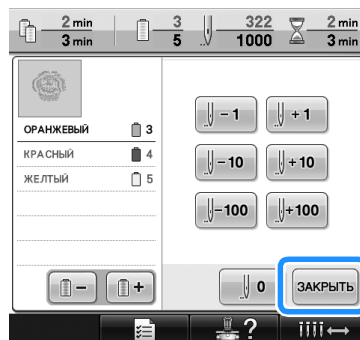 2 min 3 322 2 min
3 min 5 1000 3 min
ОРАНЖЕВЫЙ 3
КРАСНЫЙ 4
ЖЕЛТЫЙ 5
- 1 + 1
- 10 + 10
- 100 + 100
- + 0 ЗАКРЫТЬ
?